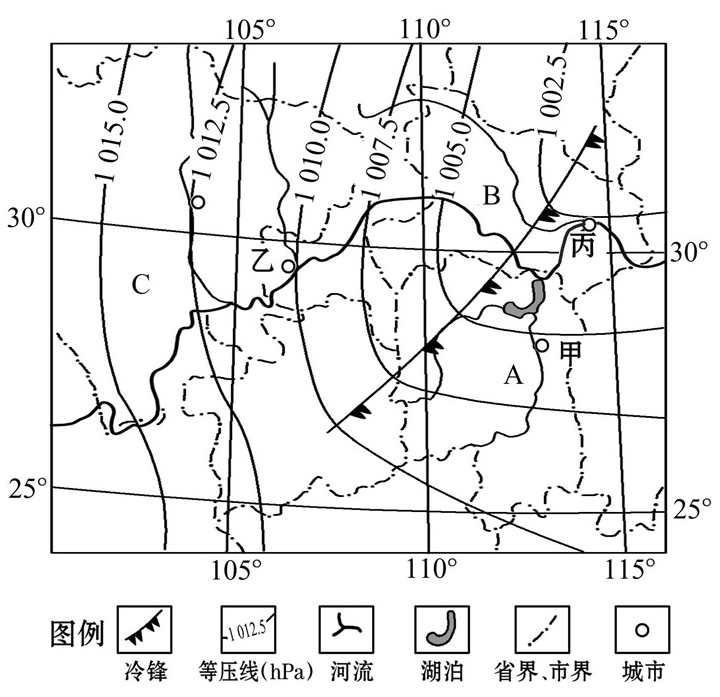 105° 110° 115°
1 015.0 1 012.5 1 010.0 1 007.5 1 005.0 1 002.5
30° B 丙 30°
乙
C
A 甲
25° 25°
105° 110° 115°
图例 1 012.5
冷锋 等压线(hPa) 河流 湖泊 省界、市界 城市